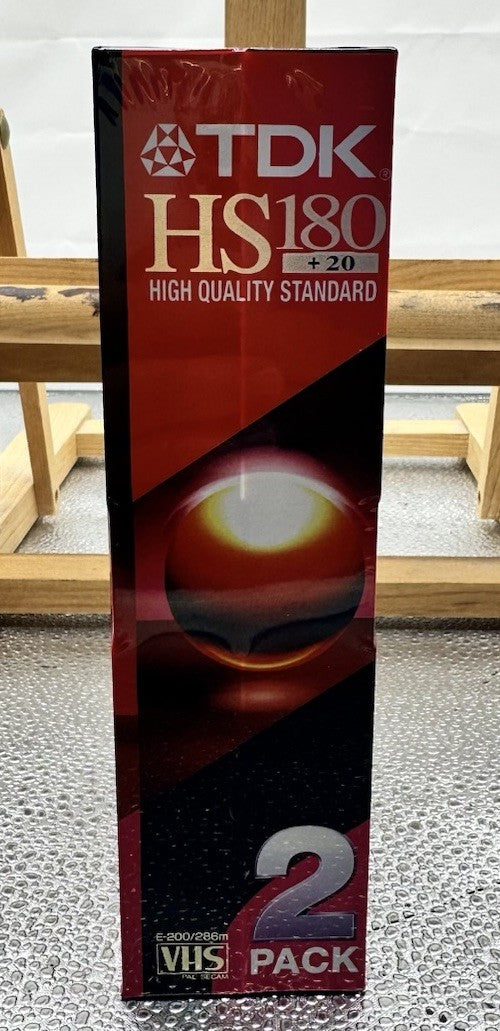 TDK®
HS180
+20
HIGH QUALITY STANDARD
E-200/286m
VHS
PAL SECAM
2
PACK